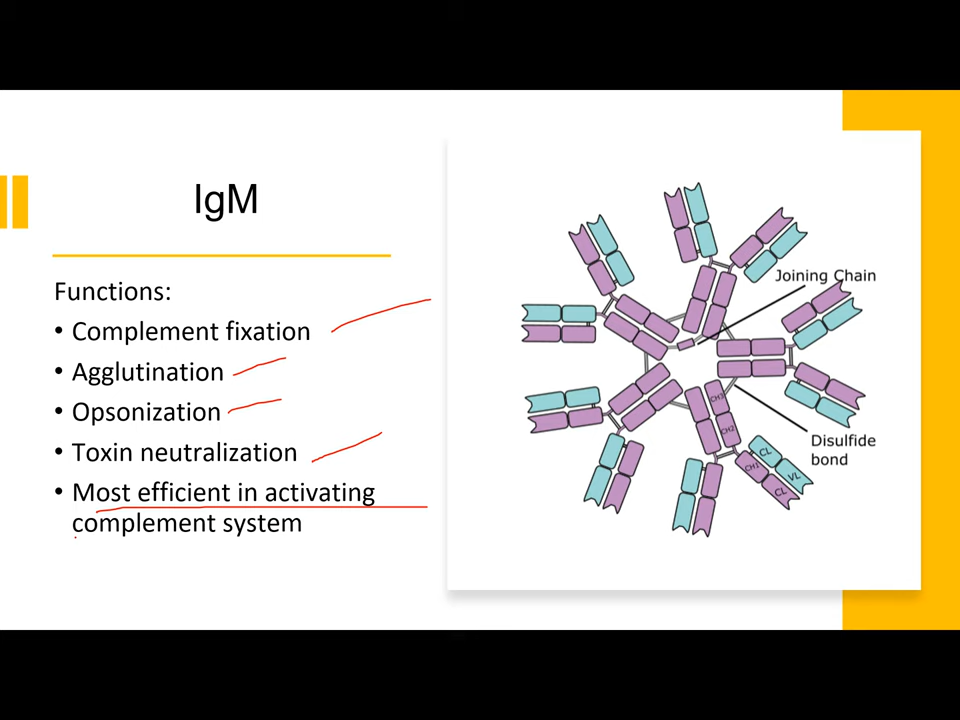 IgM
Functions:
• Complement fixation
• Agglutination
• Opsonization
• Toxin neutralization
• Most efficient in activating
complement system
Joining Chain
Disulfide
bond
CH3
CH2
CH1
CL
VL
CL